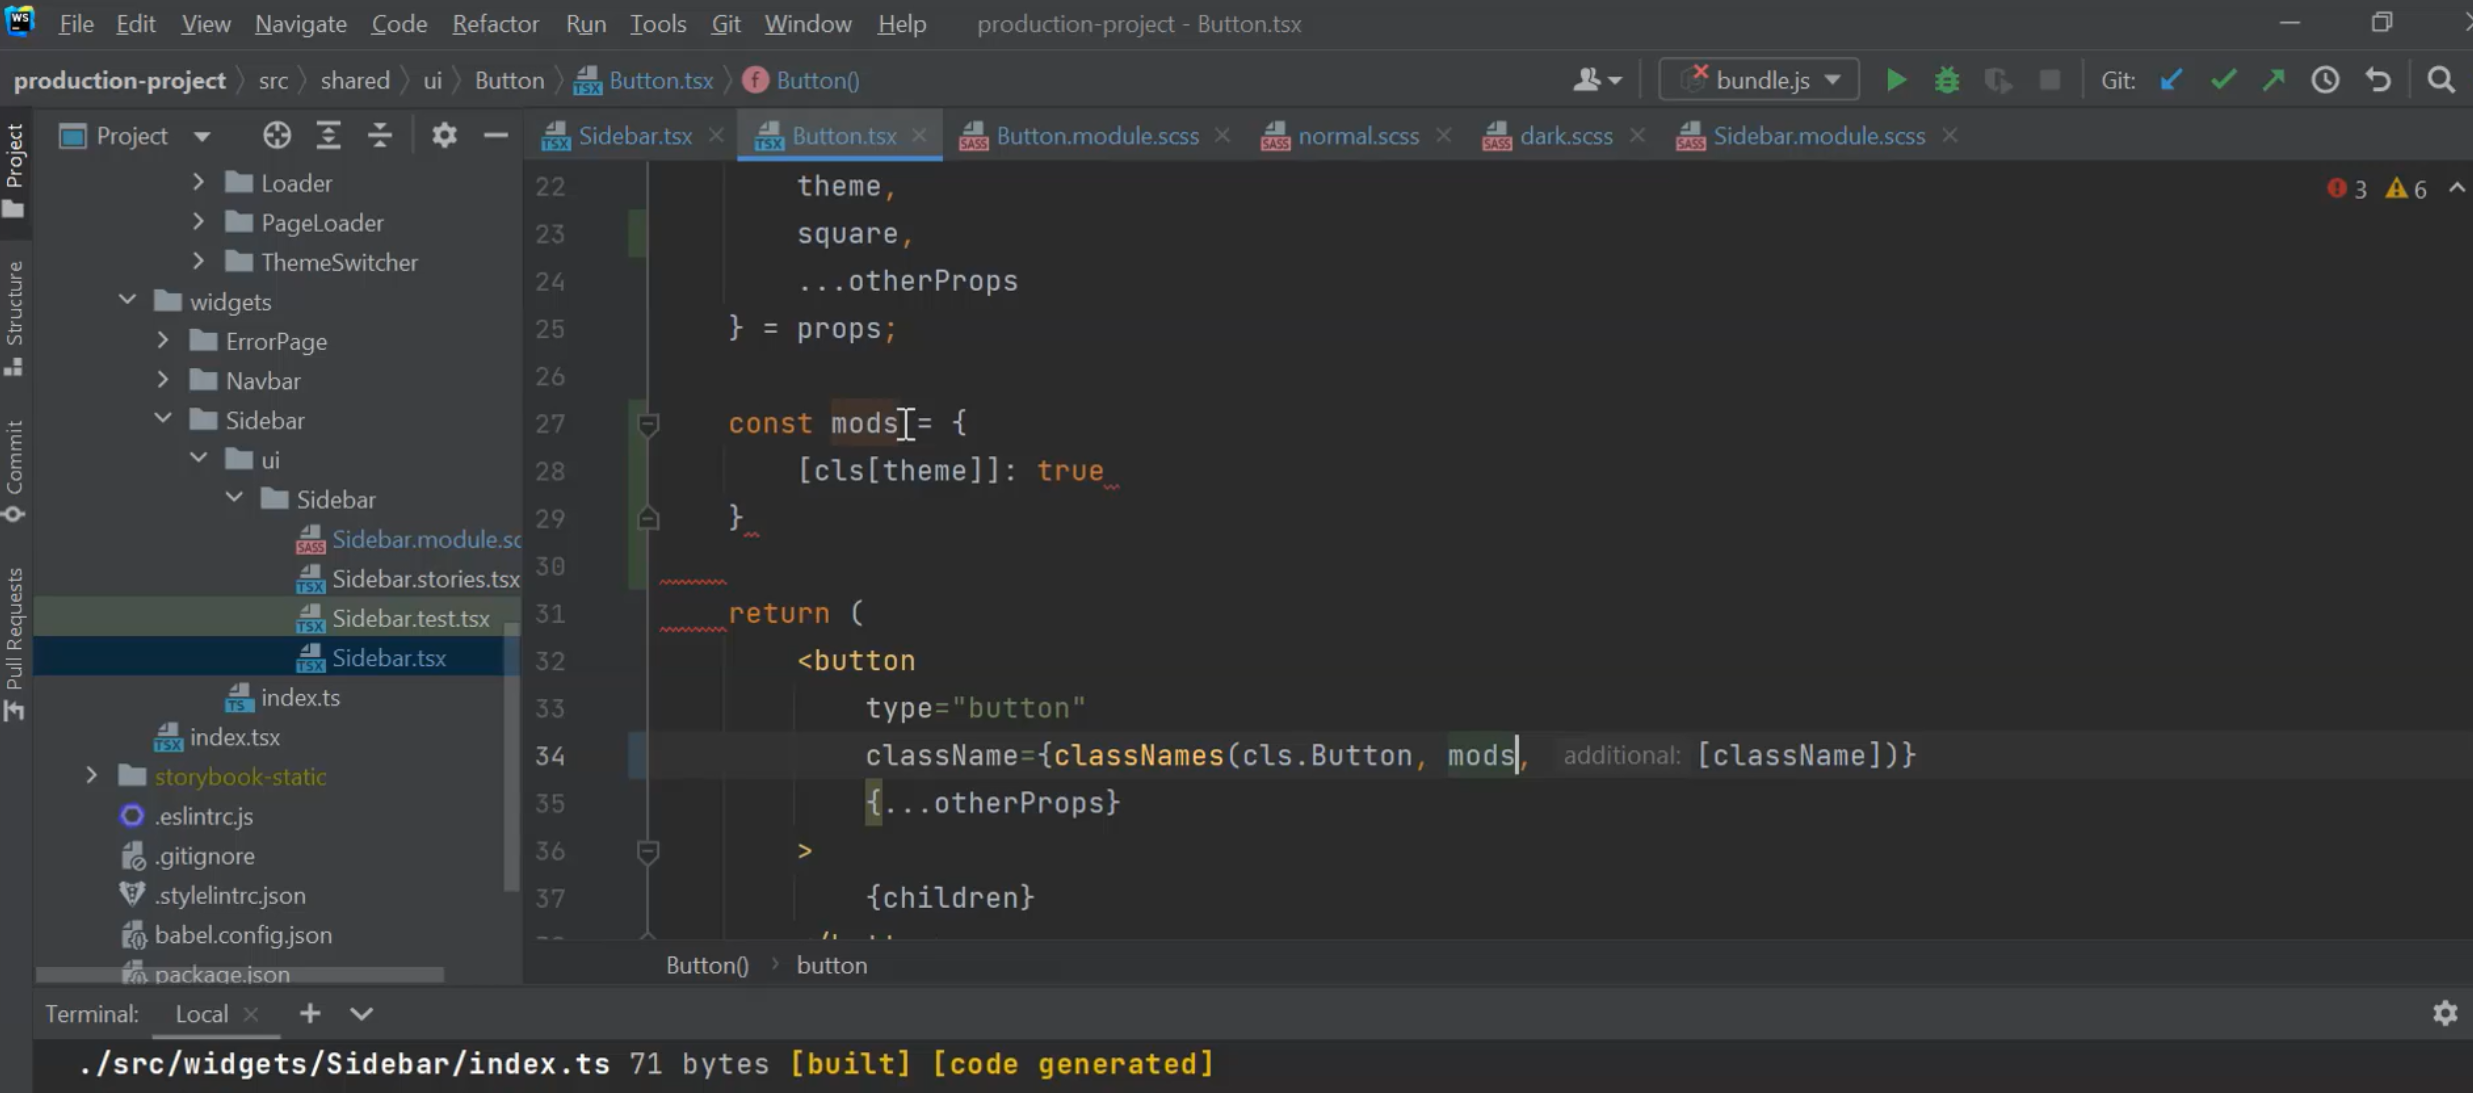 WS File Edit View Navigate Code Refactor Run Tools Git Window Help production-project - Button.tsx
production-project src shared ui Button Button.tsx Button() bundle.js Git:
Project Sidebar.tsx Button.tsx Button.module.scss normal.scss dark.scss Sidebar.module.scss
Project
Structure
Commit
Pull Requests
Loader
PageLoader
ThemeSwitcher
widgets
ErrorPage
Navbar
Sidebar
ui
Sidebar
Sidebar.module.sc
Sidebar.stories.tsx
Sidebar.test.tsx
Sidebar.tsx
index.ts
index.tsx
storybook-static
.eslintrc.js
.gitignore
.stylelintrc.json
babel.config.json
package.json
3 6
22 theme,
23 square,
24 ...otherProps
25 } = props;
26
27 const mods = {
28 [cls[theme]]: true
29 }
30
31 return (
32 <button
33 type="button"
34 className={classNames(cls.Button, mods, additional: [className])}
35 {...otherProps}
36 >
37 {children}
Button() button
Terminal: Local
./src/widgets/Sidebar/index.ts 71 bytes [built] [code generated]